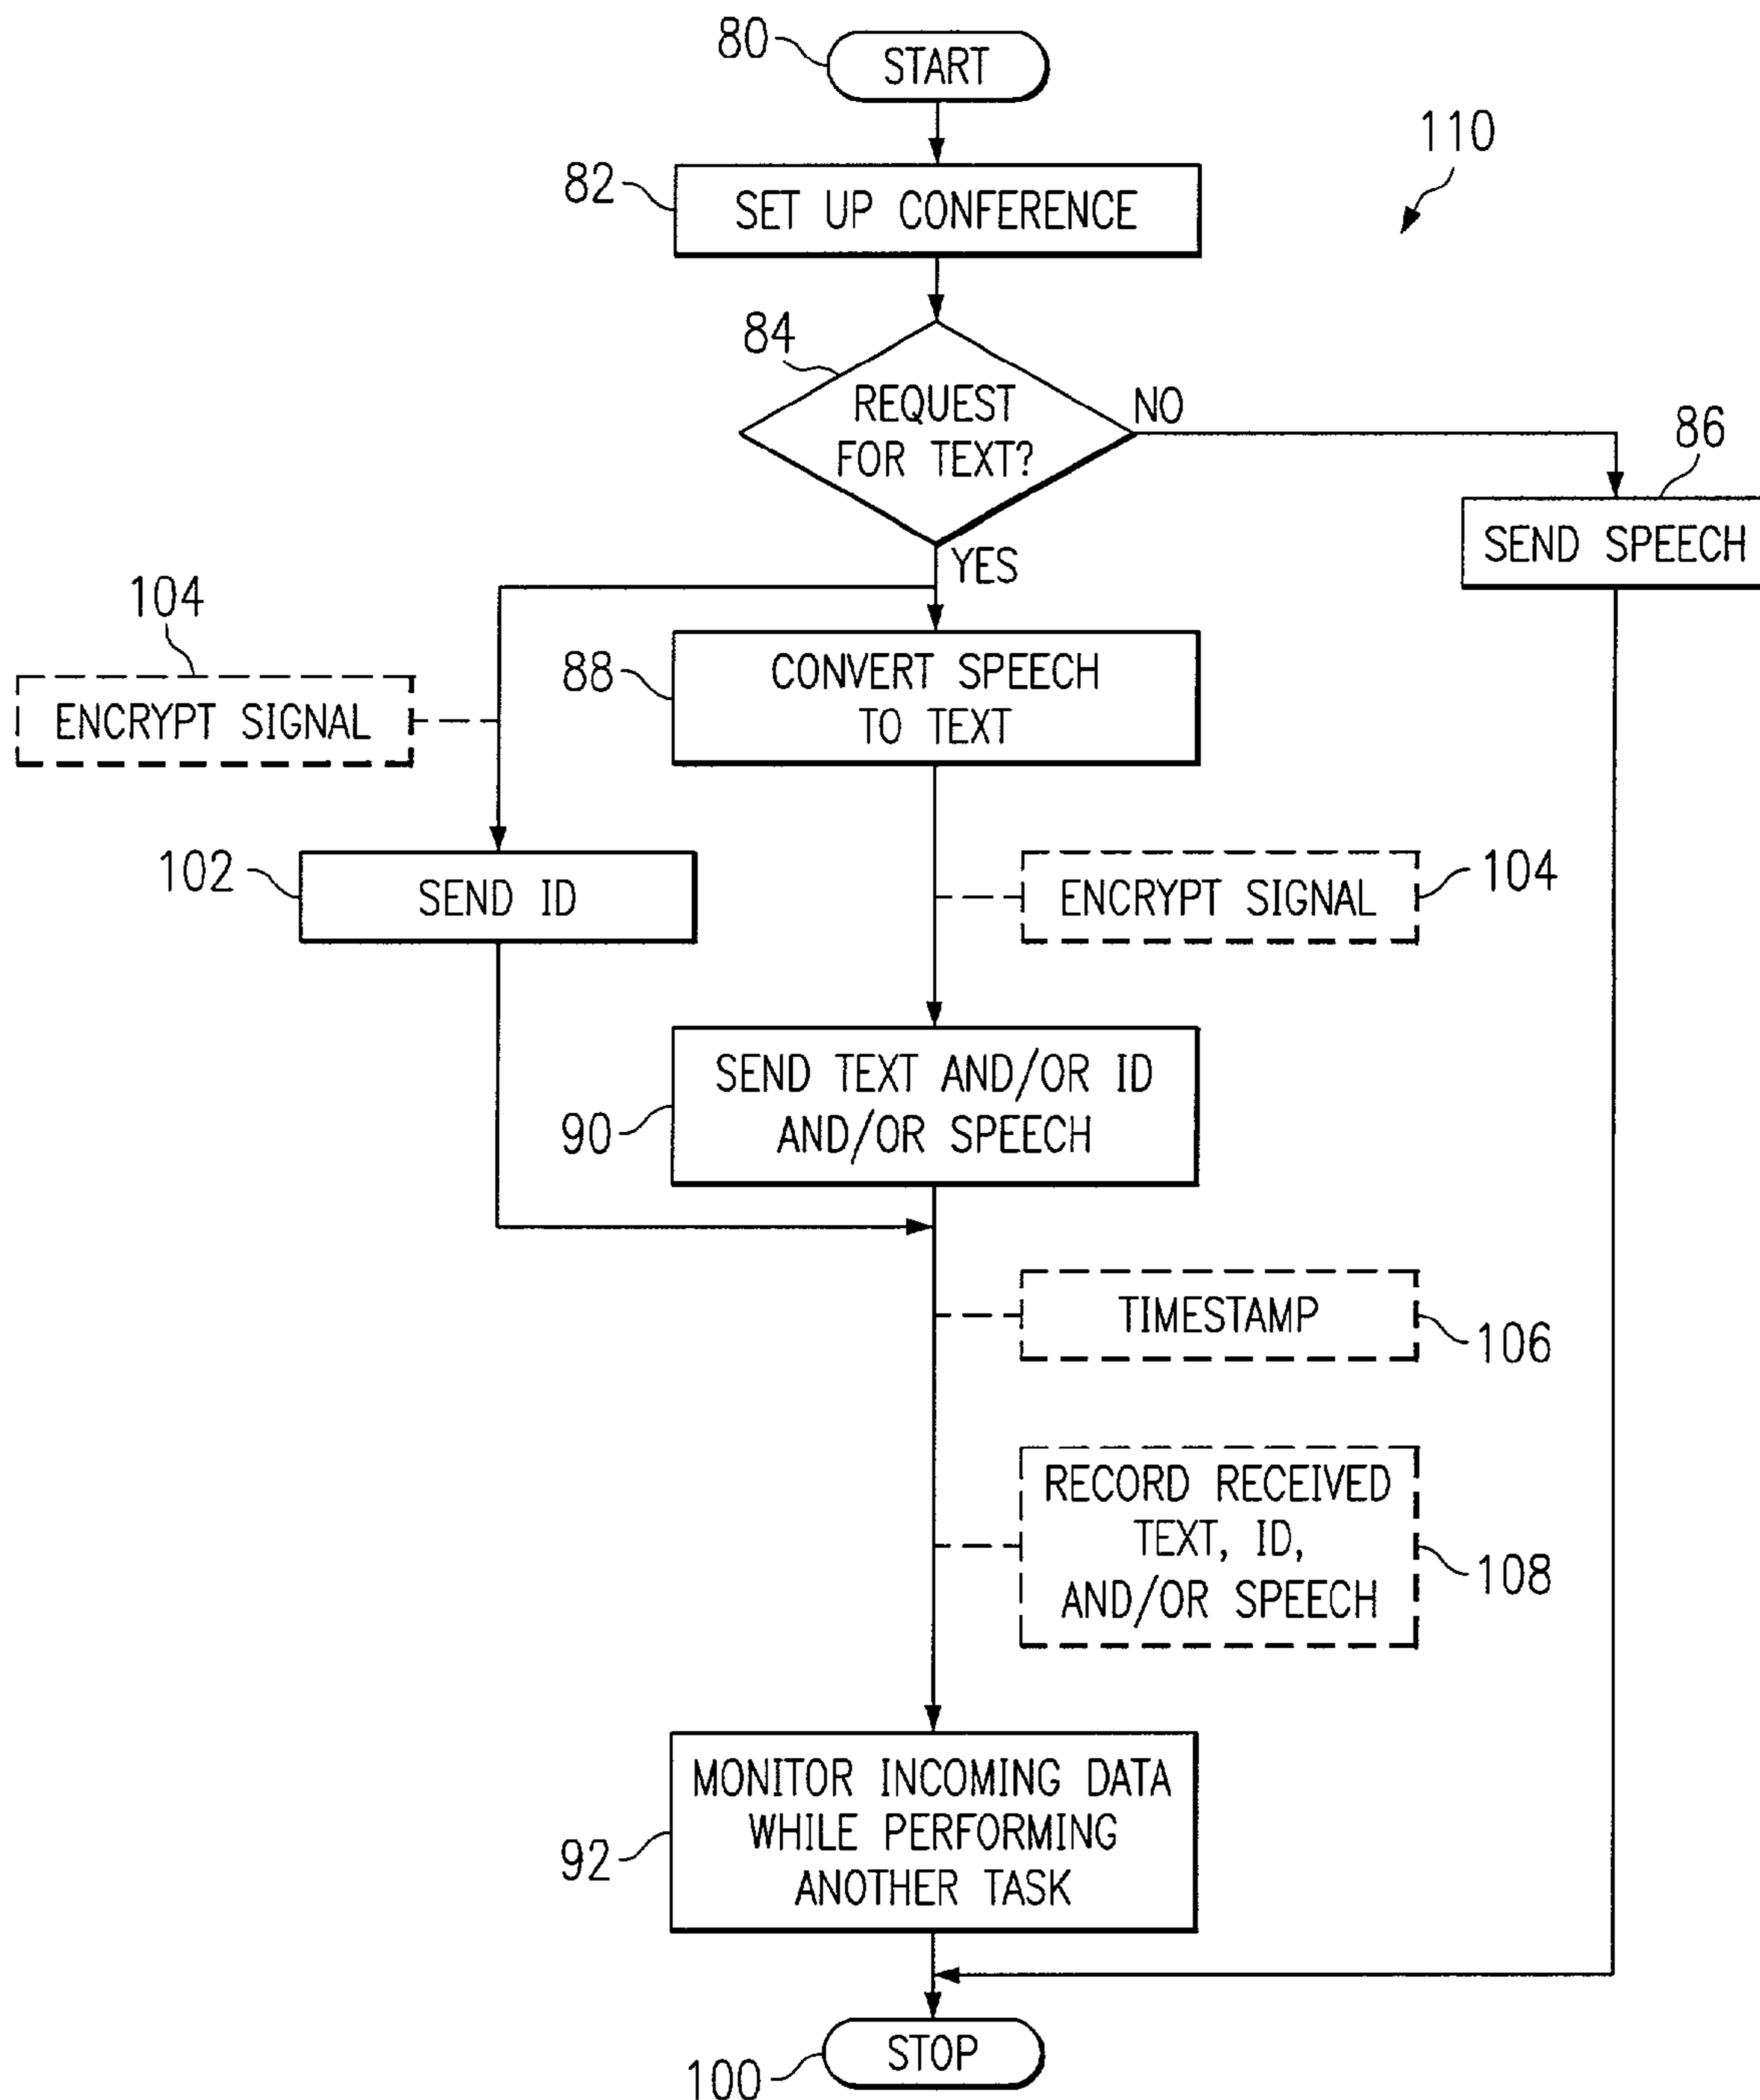 80
START
110
82
SET UP CONFERENCE
84
REQUEST
FOR TEXT?
NO
86
SEND SPEECH
YES
104
ENCRYPT SIGNAL
88
CONVERT SPEECH
TO TEXT
102
SEND ID
ENCRYPT SIGNAL
104
SEND TEXT AND/OR ID
AND/OR SPEECH
90
TIMESTAMP
106
RECORD RECEIVED
TEXT, ID,
AND/OR SPEECH
108
MONITOR INCOMING DATA
WHILE PERFORMING
ANOTHER TASK
92
STOP
100